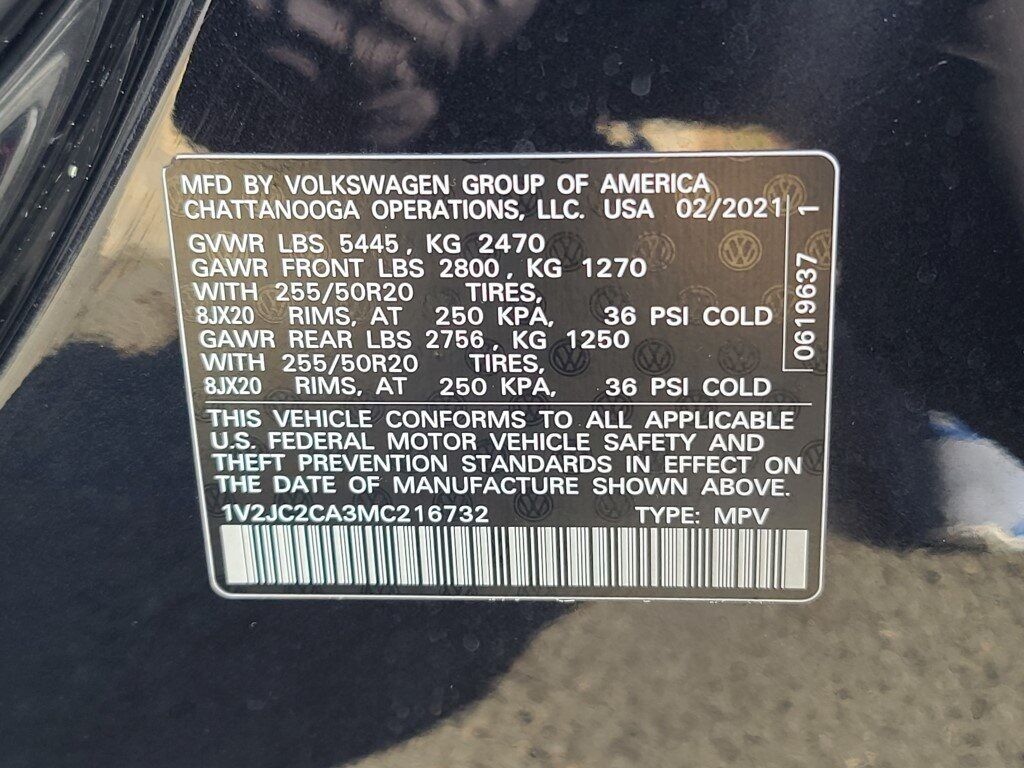 MFD BY VOLKSWAGEN GROUP OF AMERICA
CHATTANOOGA OPERATIONS, LLC. USA 02/2021
GVWR LBS 5445, KG 2470
GAWR FRONT LBS 2800, KG 1270
WITH 255/50R20 TIRES,
8JX20 RIMS, AT 250 KPA, 36 PSI COLD
GAWR REAR LBS 2756, KG 1250
WITH 255/50R20 TIRES,
8JX20 RIMS, AT 250 KPA, 36 PSI COLD
0619637 1
THIS VEHICLE CONFORMS TO ALL APPLICABLE
U.S. FEDERAL MOTOR VEHICLE SAFETY AND
THEFT PREVENTION STANDARDS IN EFFECT ON
THE DATE OF MANUFACTURE SHOWN ABOVE.
1V2JC2CA3MC216732 TYPE: MPV